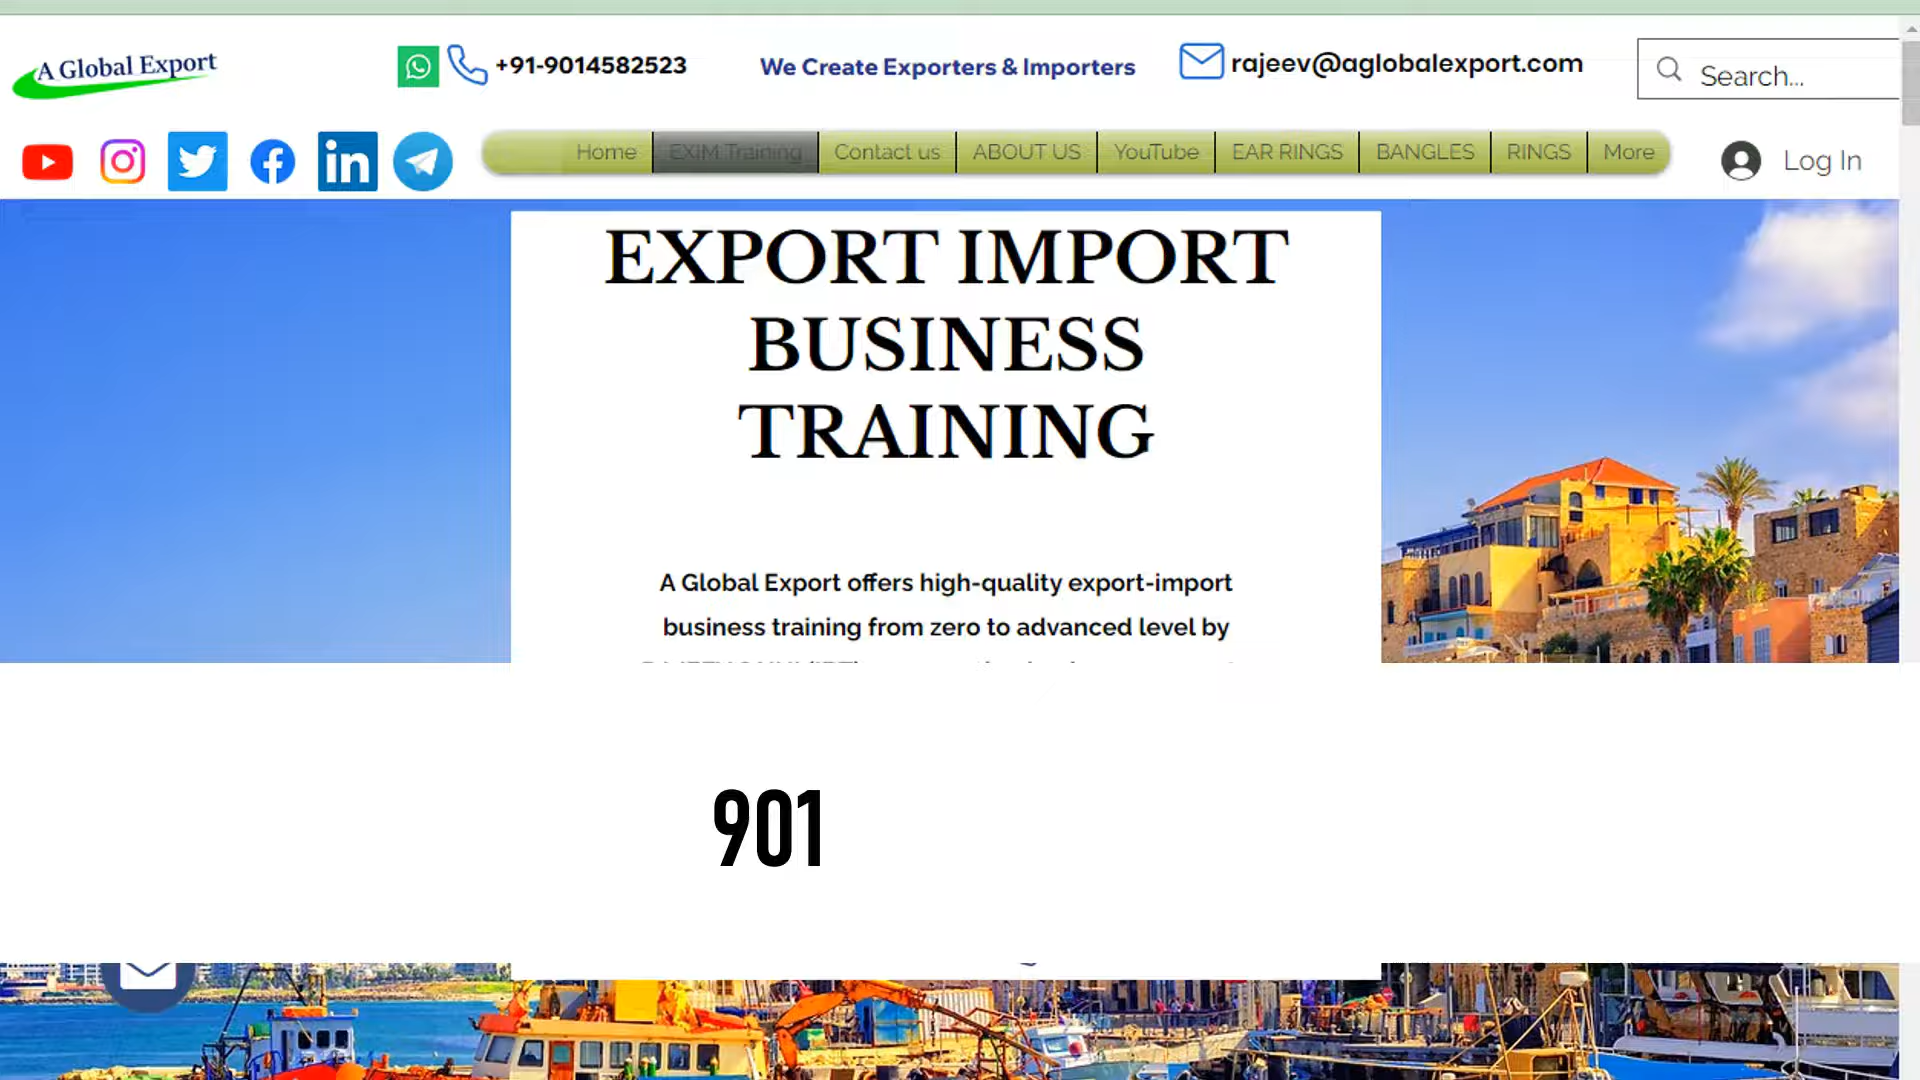 A Global Export
+91-9014582523
We Create Exporters & Importers
rajeev@aglobalexport.com
Search...
Home
EXIM Training
Contact us
ABOUT US
YouTube
EAR RINGS
BANGLES
RINGS
More
Log In
EXPORT IMPORT
BUSINESS
TRAINING
A Global Export offers high-quality export-import
business training from zero to advanced level by
901